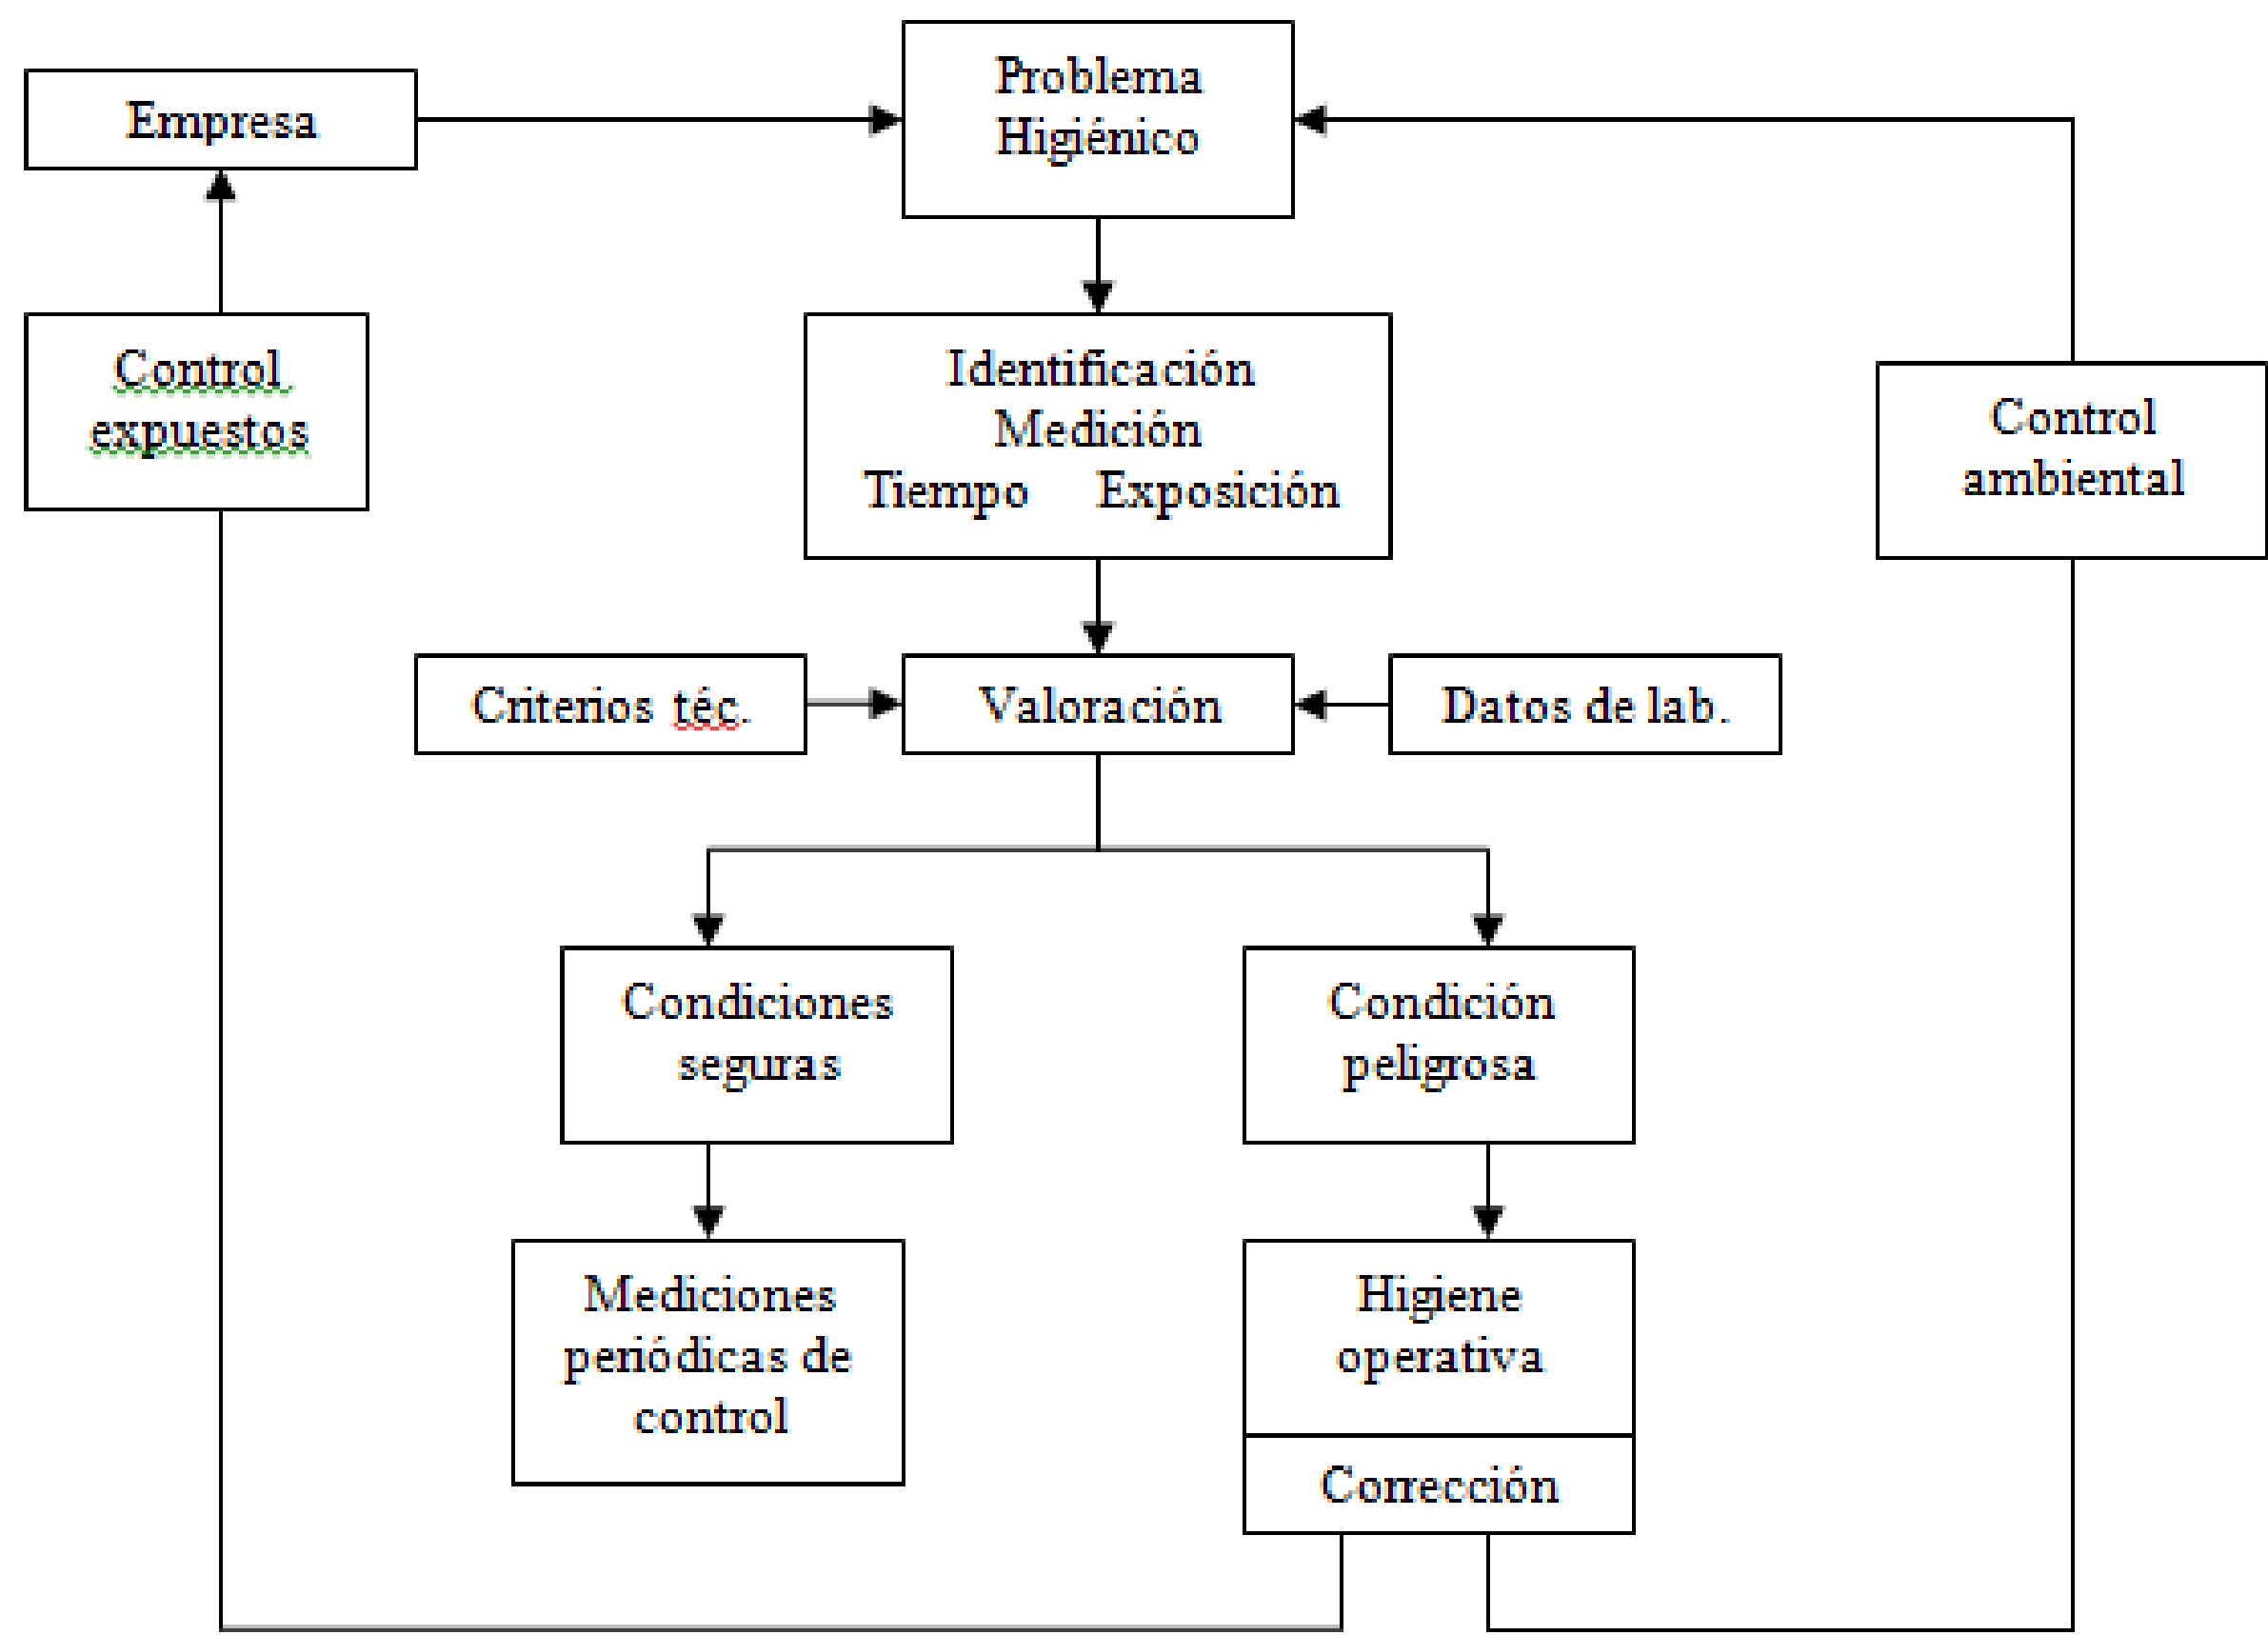 Problema
Higiénico
Empresa
Control
expuestos
Identificación
Medición
Tiempo Exposición
Control
ambiental
Criterios téc.
Valoración
Datos de lab.
Condiciones
seguras
Condición
peligrosa
Mediciones
periódicas de
control
Higiene
operativa
Corrección